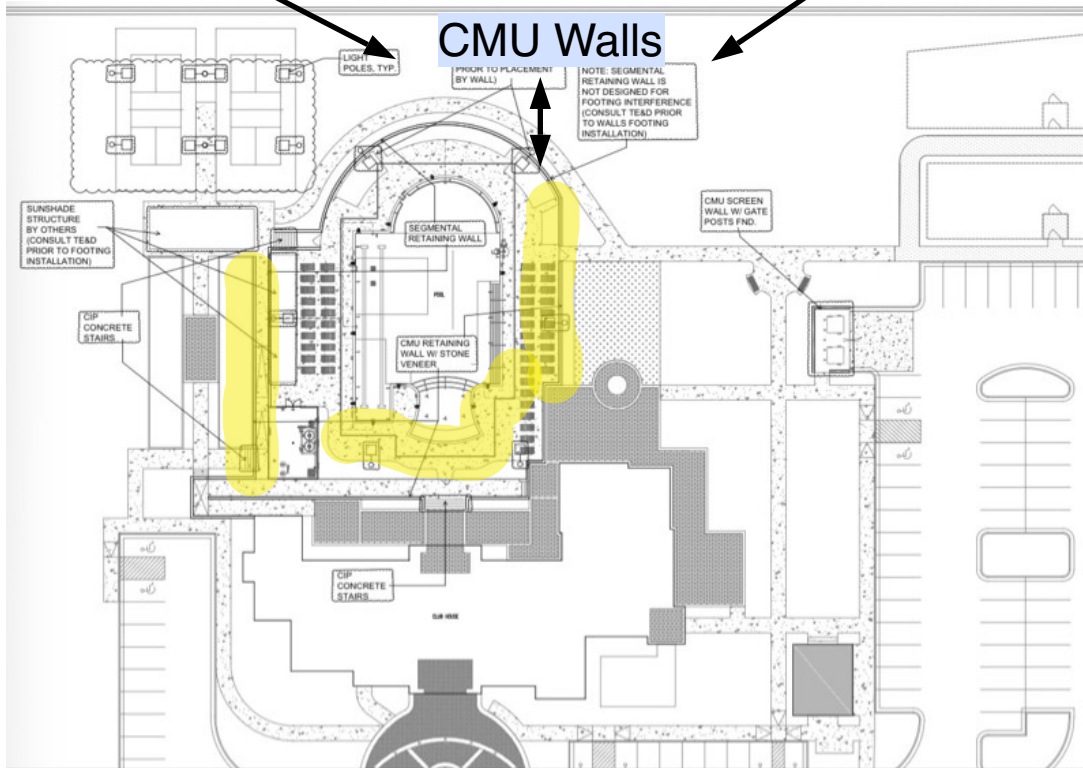 CMU Walls
LIGHT
POLES, TYP.
PRIOR TO PLACEMENT
BY WALL)
NOTE: SEGMENTAL
RETAINING WALL IS
NOT DESIGNED FOR
FOOTING INTERFERENCE
(CONSULT TE&D PRIOR
TO WALLS FOOTING
INSTALLATION)
SUNSHADE
STRUCTURE
BY OTHERS
(CONSULT TE&D
PRIOR TO FOOTING
INSTALLATION)
SEGMENTAL
RETAINING WALL
CMU SCREEN
WALL W/ GATE
POSTS FND.
POOL
CIP
CONCRETE
STAIRS
CMU RETAINING
WALL W/ STONE
VENEER
CIP
CONCRETE
STAIRS
CLUB HOUSE